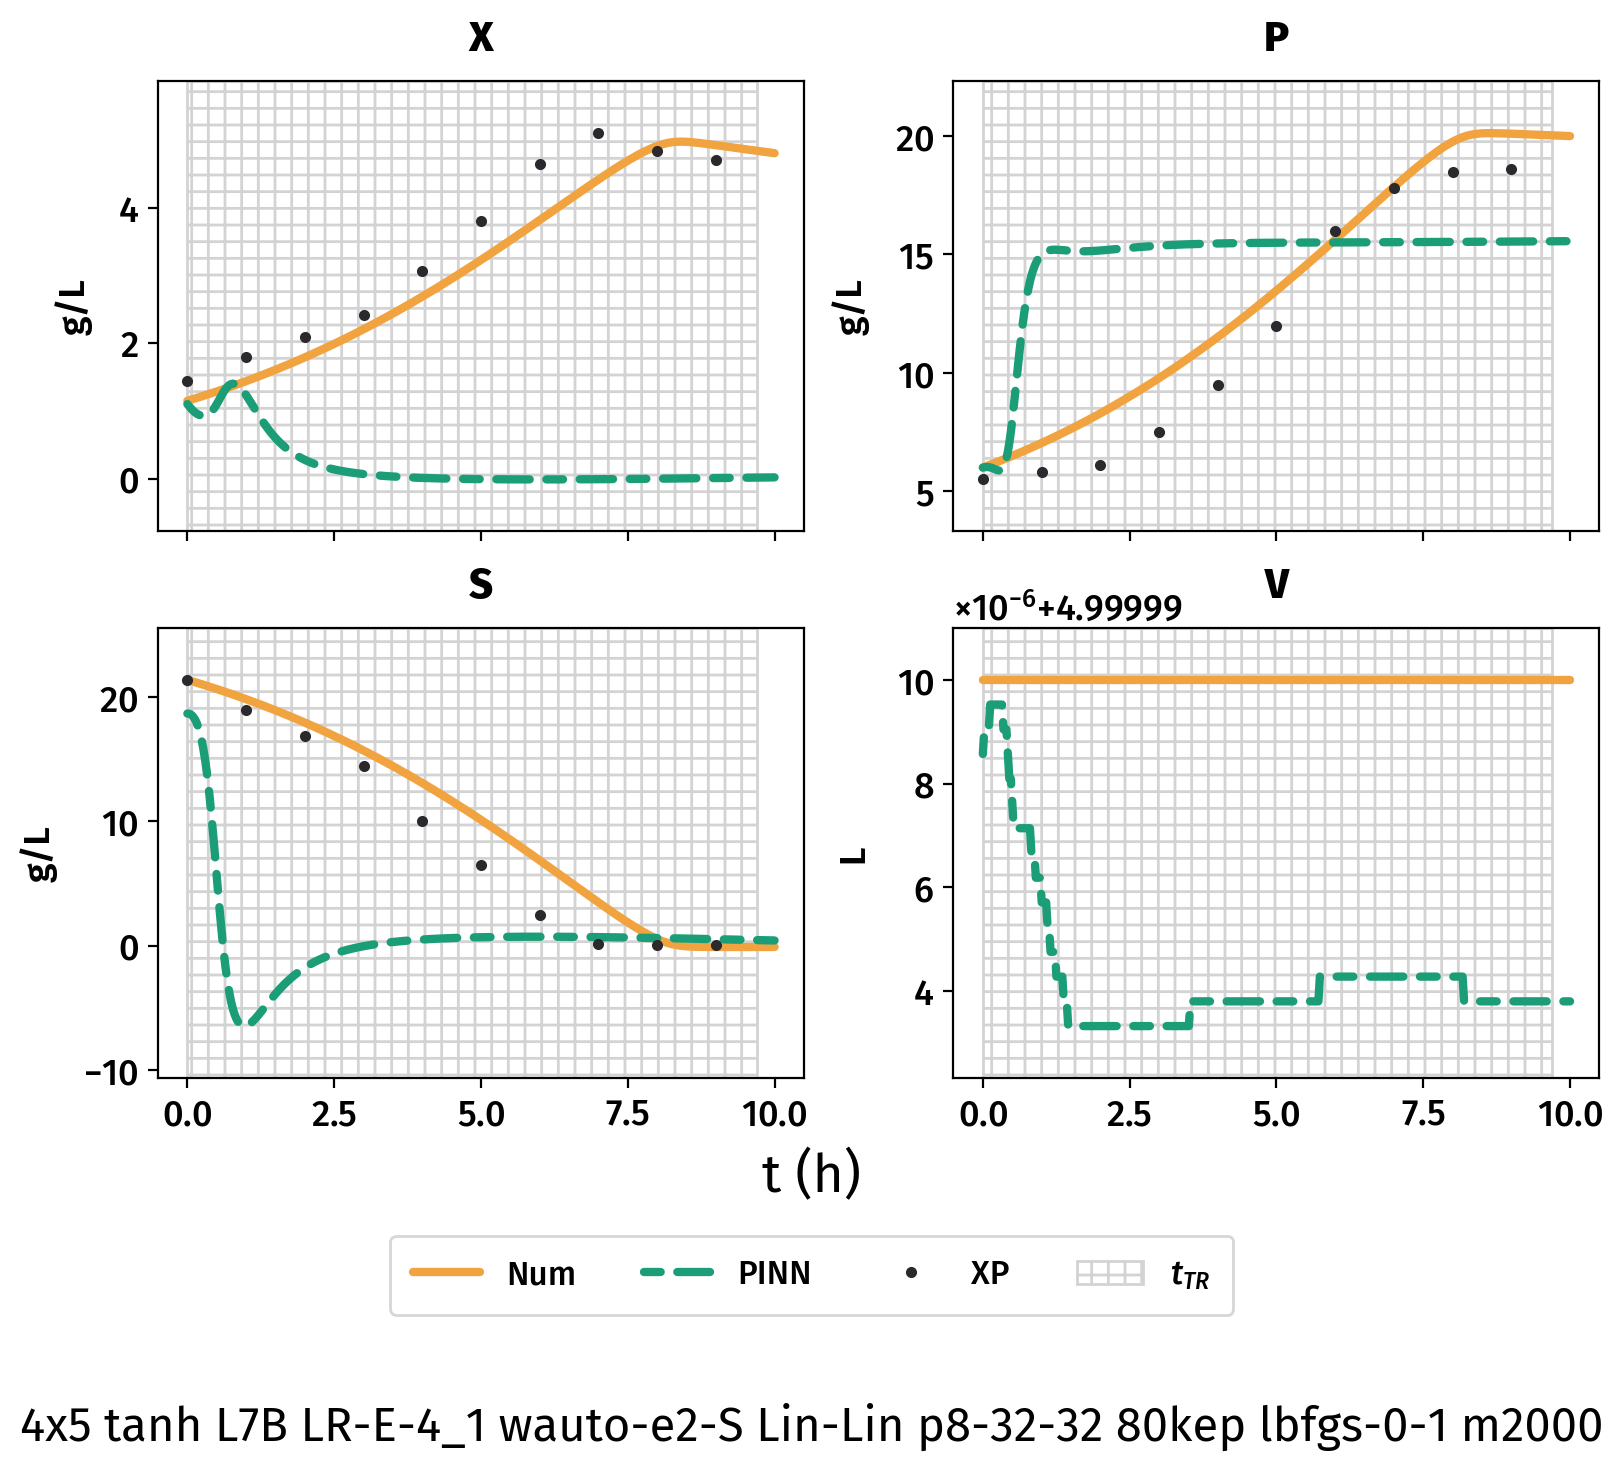 X
P
g/L
4
2
0
g/L
20
15
10
5
S
V
×10⁻⁶+4.99999
g/L
20
10
0
−10
0.0 2.5 5.0 7.5 10.0
L
10
8
6
4
0.0 2.5 5.0 7.5 10.0
t (h)
Num PINN XP t_TR
4x5 tanh L7B LR-E-4_1 wauto-e2-S Lin-Lin p8-32-32 80kep lbfgs-0-1 m2000